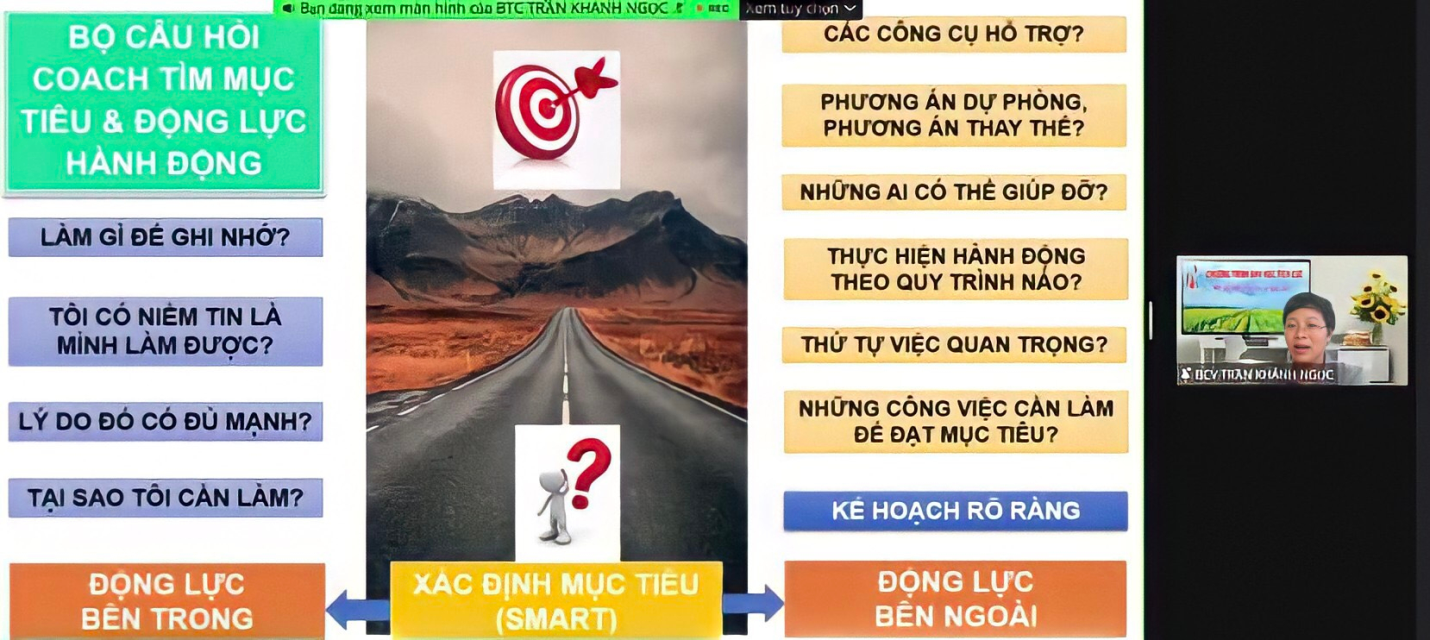 Bạn đang xem màn hình của BTC TRẦN KHÁNH NGỌC
REC
Xem tùy chọn
BỘ CÂU HỎI
COACH TÌM MỤC
TIÊU & ĐỘNG LỰC
HÀNH ĐỘNG
LÀM GÌ ĐỂ GHI NHỚ?
TÔI CÓ NIỀM TIN LÀ
MÌNH LÀM ĐƯỢC?
LÝ DO ĐÓ CÓ ĐỦ MẠNH?
TẠI SAO TÔI CẦN LÀM?
ĐỘNG LỰC
BÊN TRONG
XÁC ĐỊNH MỤC TIÊU
(SMART)
CÁC CÔNG CỤ HỖ TRỢ?
PHƯƠNG ÁN DỰ PHÒNG,
PHƯƠNG ÁN THAY THẾ?
NHỮNG AI CÓ THỂ GIÚP ĐỠ?
THỰC HIỆN HÀNH ĐỘNG
THEO QUY TRÌNH NÀO?
THỨ TỰ VIỆC QUAN TRỌNG?
NHỮNG CÔNG VIỆC CẦN LÀM
ĐỂ ĐẠT MỤC TIÊU?
KẾ HOẠCH RÕ RÀNG
ĐỘNG LỰC
BÊN NGOÀI
BCV TRẦN KHÁNH NGỌC